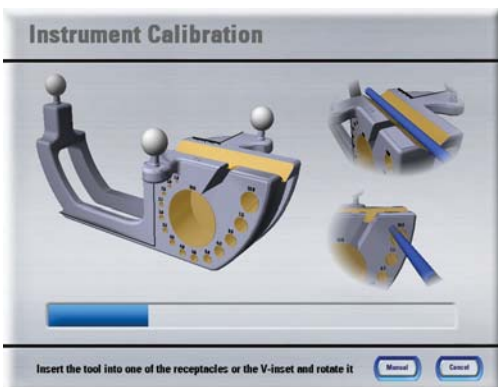 Instrument Calibration
Insert the tool into one of the receptacles or the V-inset and rotate it
Manual
Cancel